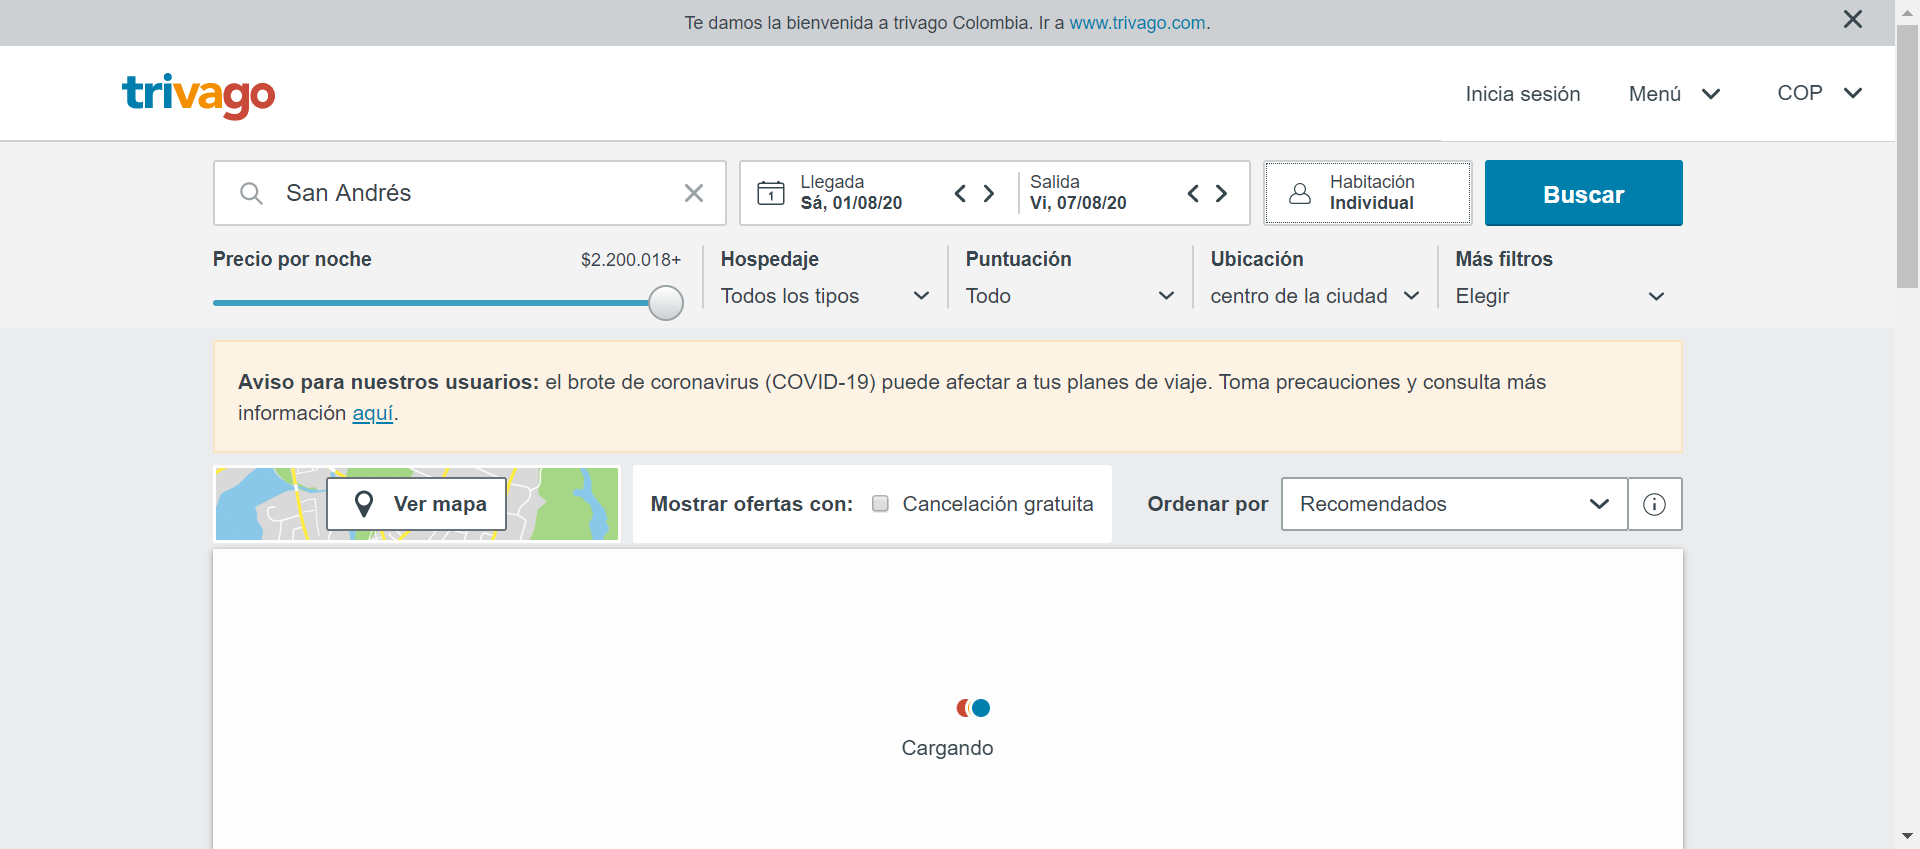 Te damos la bienvenida a trivago Colombia. Ir a www.trivago.com.
trivago
Inicia sesión
Menú
COP
San Andrés
1
Llegada
Sá, 01/08/20
Salida
Vi, 07/08/20
Habitación
Individual
Buscar
Precio por noche
$2.200.018+
Hospedaje
Todos los tipos
Puntuación
Todo
Ubicación
centro de la ciudad
Más filtros
Elegir
Aviso para nuestros usuarios: el brote de coronavirus (COVID-19) puede afectar a tus planes de viaje. Toma precauciones y consulta más
información aquí.
Ver mapa
Mostrar ofertas con:
Cancelación gratuita
Ordenar por
Recomendados
Cargando